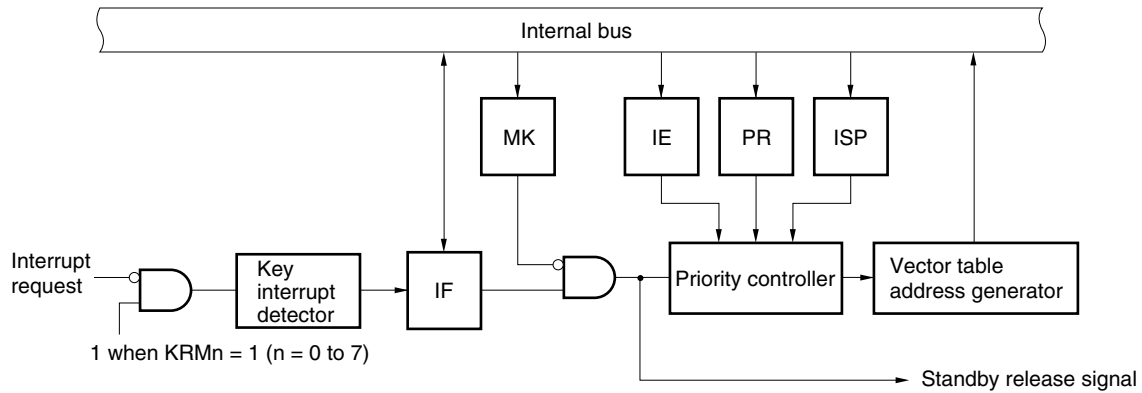 Internal bus
MK
IE
PR
ISP
Interrupt
request
Key
interrupt
detector
IF
Priority controller
Vector table
address generator
1 when KRMn = 1 (n = 0 to 7)
Standby release signal